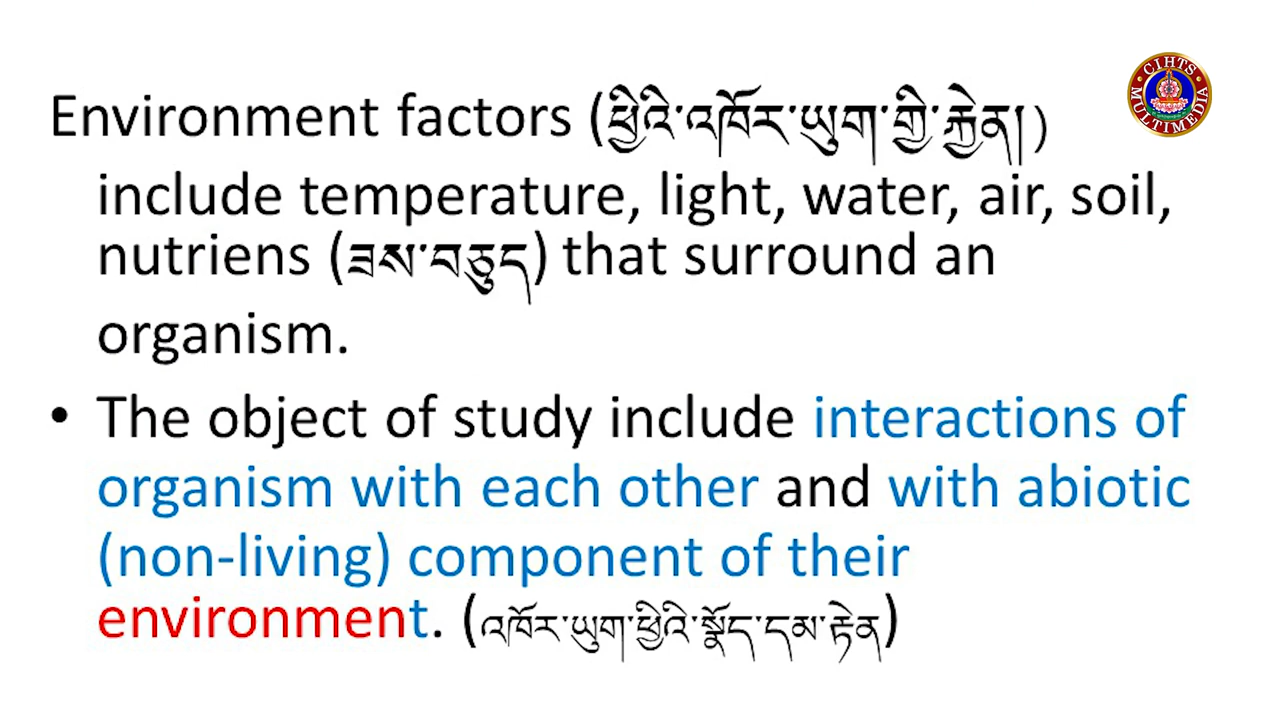 Environment factors (ཕྱིའི་འཁོར་ཡུག་གྱི་རྐྱེན།)
include temperature, light, water, air, soil,
nutriens (ཟས་བཅུད) that surround an
organism.
• The object of study include interactions of
organism with each other and with abiotic
(non-living) component of their
environment. (འཁོར་ཡུག་ཕྱིའི་སྣོད་དམ་རྟེན)
CIHTS
MULTIMEDIA